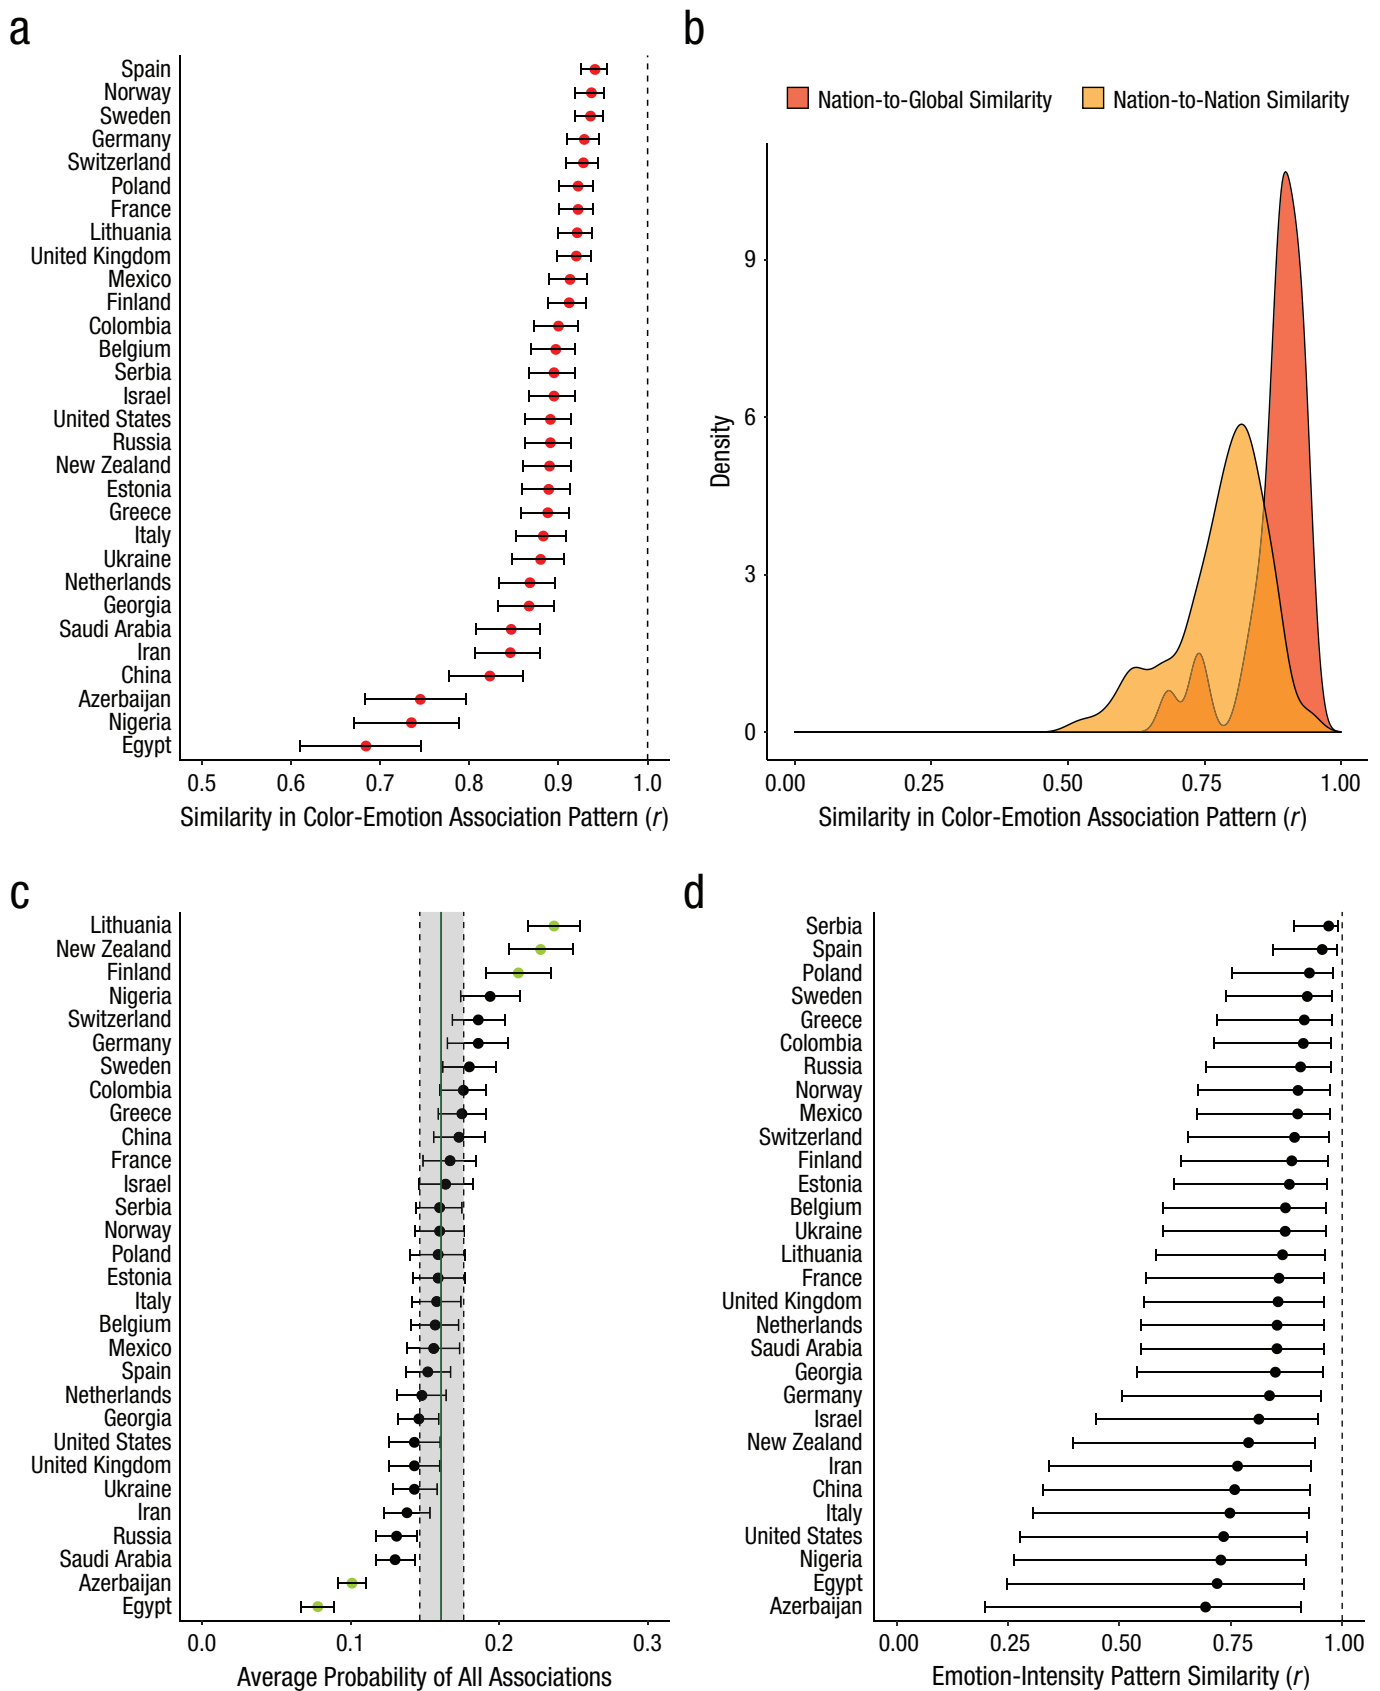 a
Spain
Norway
Sweden
Germany
Switzerland
Poland
France
Lithuania
United Kingdom
Mexico
Finland
Colombia
Belgium
Serbia
Israel
United States
Russia
New Zealand
Estonia
Greece
Italy
Ukraine
Netherlands
Georgia
Saudi Arabia
Iran
China
Azerbaijan
Nigeria
Egypt
0.5 0.6 0.7 0.8 0.9 1.0
Similarity in Color-Emotion Association Pattern (r)
b
Nation-to-Global Similarity Nation-to-Nation Similarity
Density
9
6
3
0
0.00 0.25 0.50 0.75 1.00
Similarity in Color-Emotion Association Pattern (r)
c
Lithuania
New Zealand
Finland
Nigeria
Switzerland
Germany
Sweden
Colombia
Greece
China
France
Israel
Serbia
Norway
Poland
Estonia
Italy
Belgium
Mexico
Spain
Netherlands
Georgia
United States
United Kingdom
Ukraine
Iran
Russia
Saudi Arabia
Azerbaijan
Egypt
0.0 0.1 0.2 0.3
Average Probability of All Associations
d
Serbia
Spain
Poland
Sweden
Greece
Colombia
Russia
Norway
Mexico
Switzerland
Finland
Estonia
Belgium
Ukraine
Lithuania
France
United Kingdom
Netherlands
Saudi Arabia
Georgia
Germany
Israel
New Zealand
Iran
China
Italy
United States
Nigeria
Egypt
Azerbaijan
0.00 0.25 0.50 0.75 1.00
Emotion-Intensity Pattern Similarity (r)